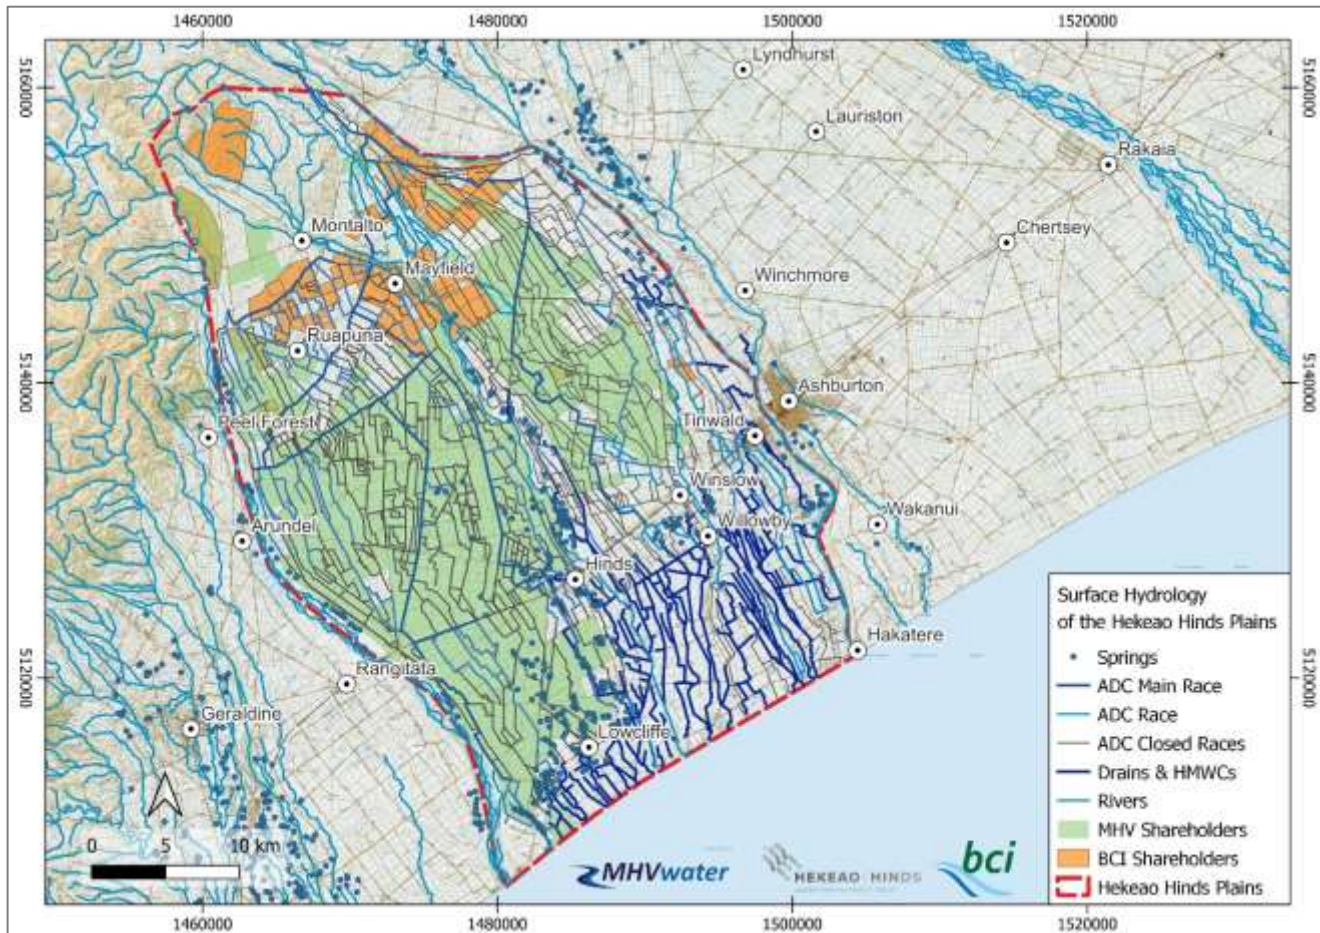 1460000
1480000
1500000
1520000
5160000
5160000
Lyndhurst
Lauriston
Rakaia
Montalto
Chertsey
Mayfield
Winchmore
Ruapuna
5140000
5140000
Ashburton
Peel Forest
Tinwald
Winslow
Wakanui
Arundel
Willowby
Hinds
Hakatere
5120000
5120000
Rangitata
Geraldine
Lowcliffe
Surface Hydrology
of the Hekeao Hinds Plains
Springs
ADC Main Race
ADC Race
ADC Closed Races
Drains & HMWCs
Rivers
MHV Shareholders
BCI Shareholders
Hekeao Hinds Plains
0 5 10 km
MHVwater
HEKEAO HINDS
bci
1460000
1480000
1500000
1520000